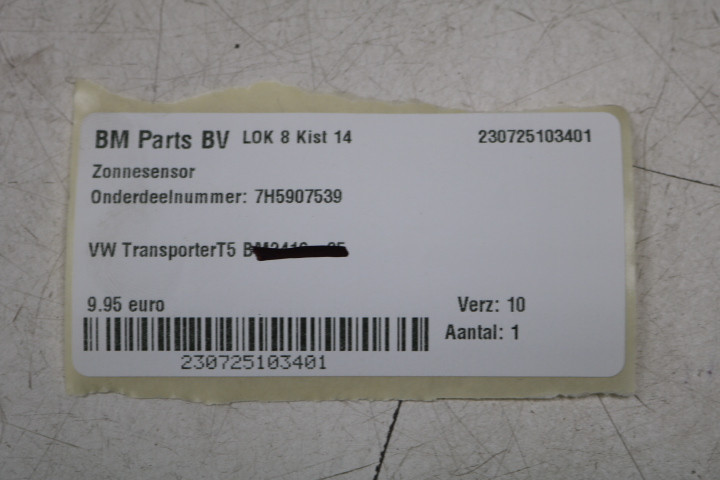 BM Parts BV LOK 8 Kist 14 230725103401
Zonnesensor
Onderdeelnummer: 7H5907539
VW TransporterT5
9.95 euro Verz: 10
Aantal: 1
230725103401